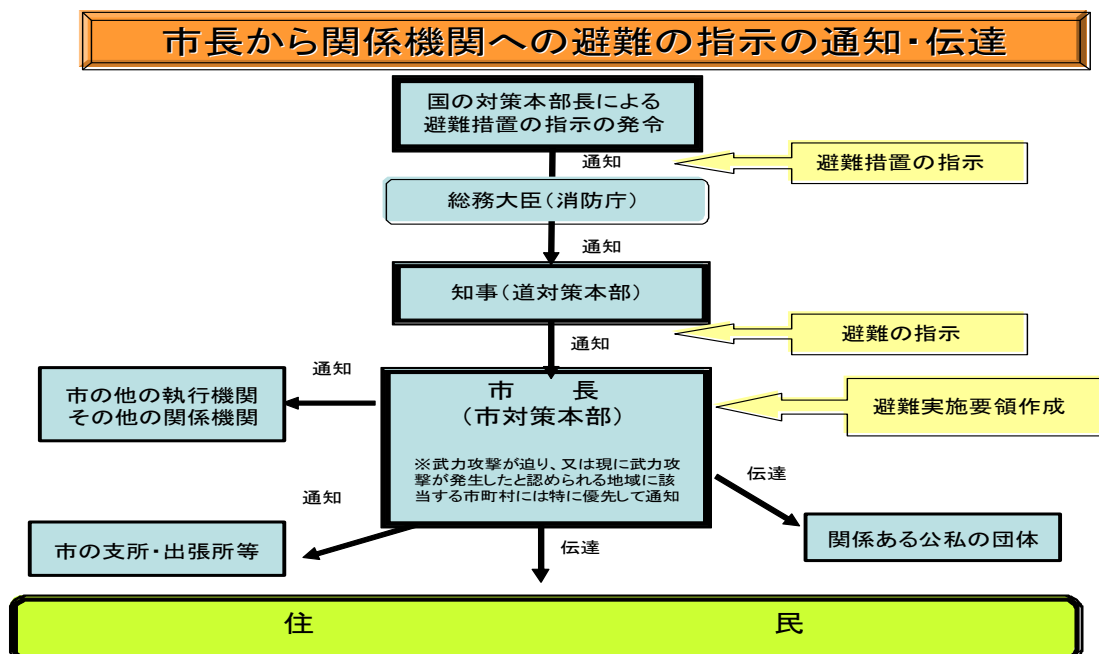 市長から関係機関への避難の指示の通知・伝達
国の対策本部長による
避難措置の指示の発令
通知
避難措置の指示
総務大臣（消防庁）
通知
知事（道対策本部）
避難の指示
通知
通知
市の他の執行機関
その他の関係機関
市　　長
（市対策本部）
※武力攻撃が迫り、又は現に武力攻
撃が発生したと認められる地域に該
当する市町村には特に優先して通知
避難実施要領作成
伝達
通知
市の支所・出張所等
関係ある公私の団体
伝達
住　　民